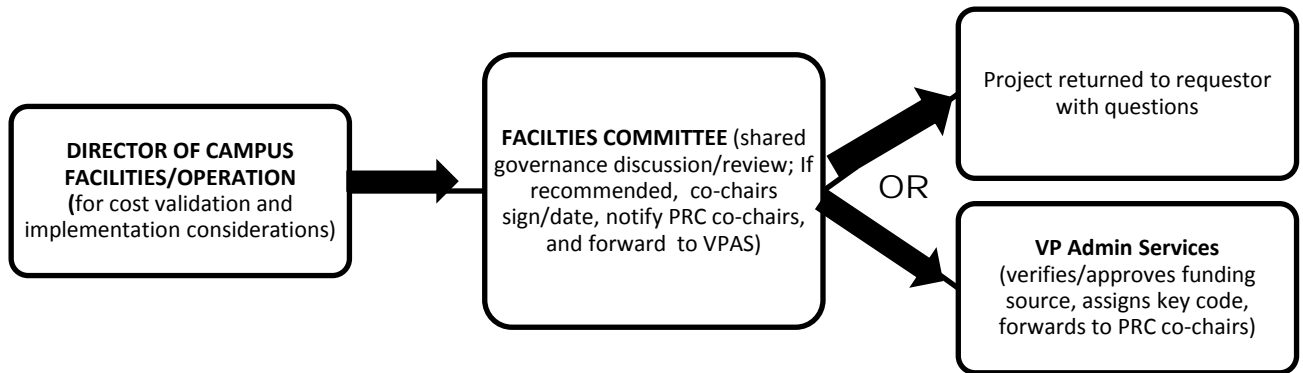 DIRECTOR OF CAMPUS
FACILITIES/OPERATION
(for cost validation and
implementation considerations)
FACILTIES COMMITTEE (shared
governance discussion/review; If
recommended, co-chairs
sign/date, notify PRC co-chairs,
and forward to VPAS)
OR
Project returned to requestor
with questions
VP Admin Services
(verifies/approves funding
source, assigns key code,
forwards to PRC co-chairs)